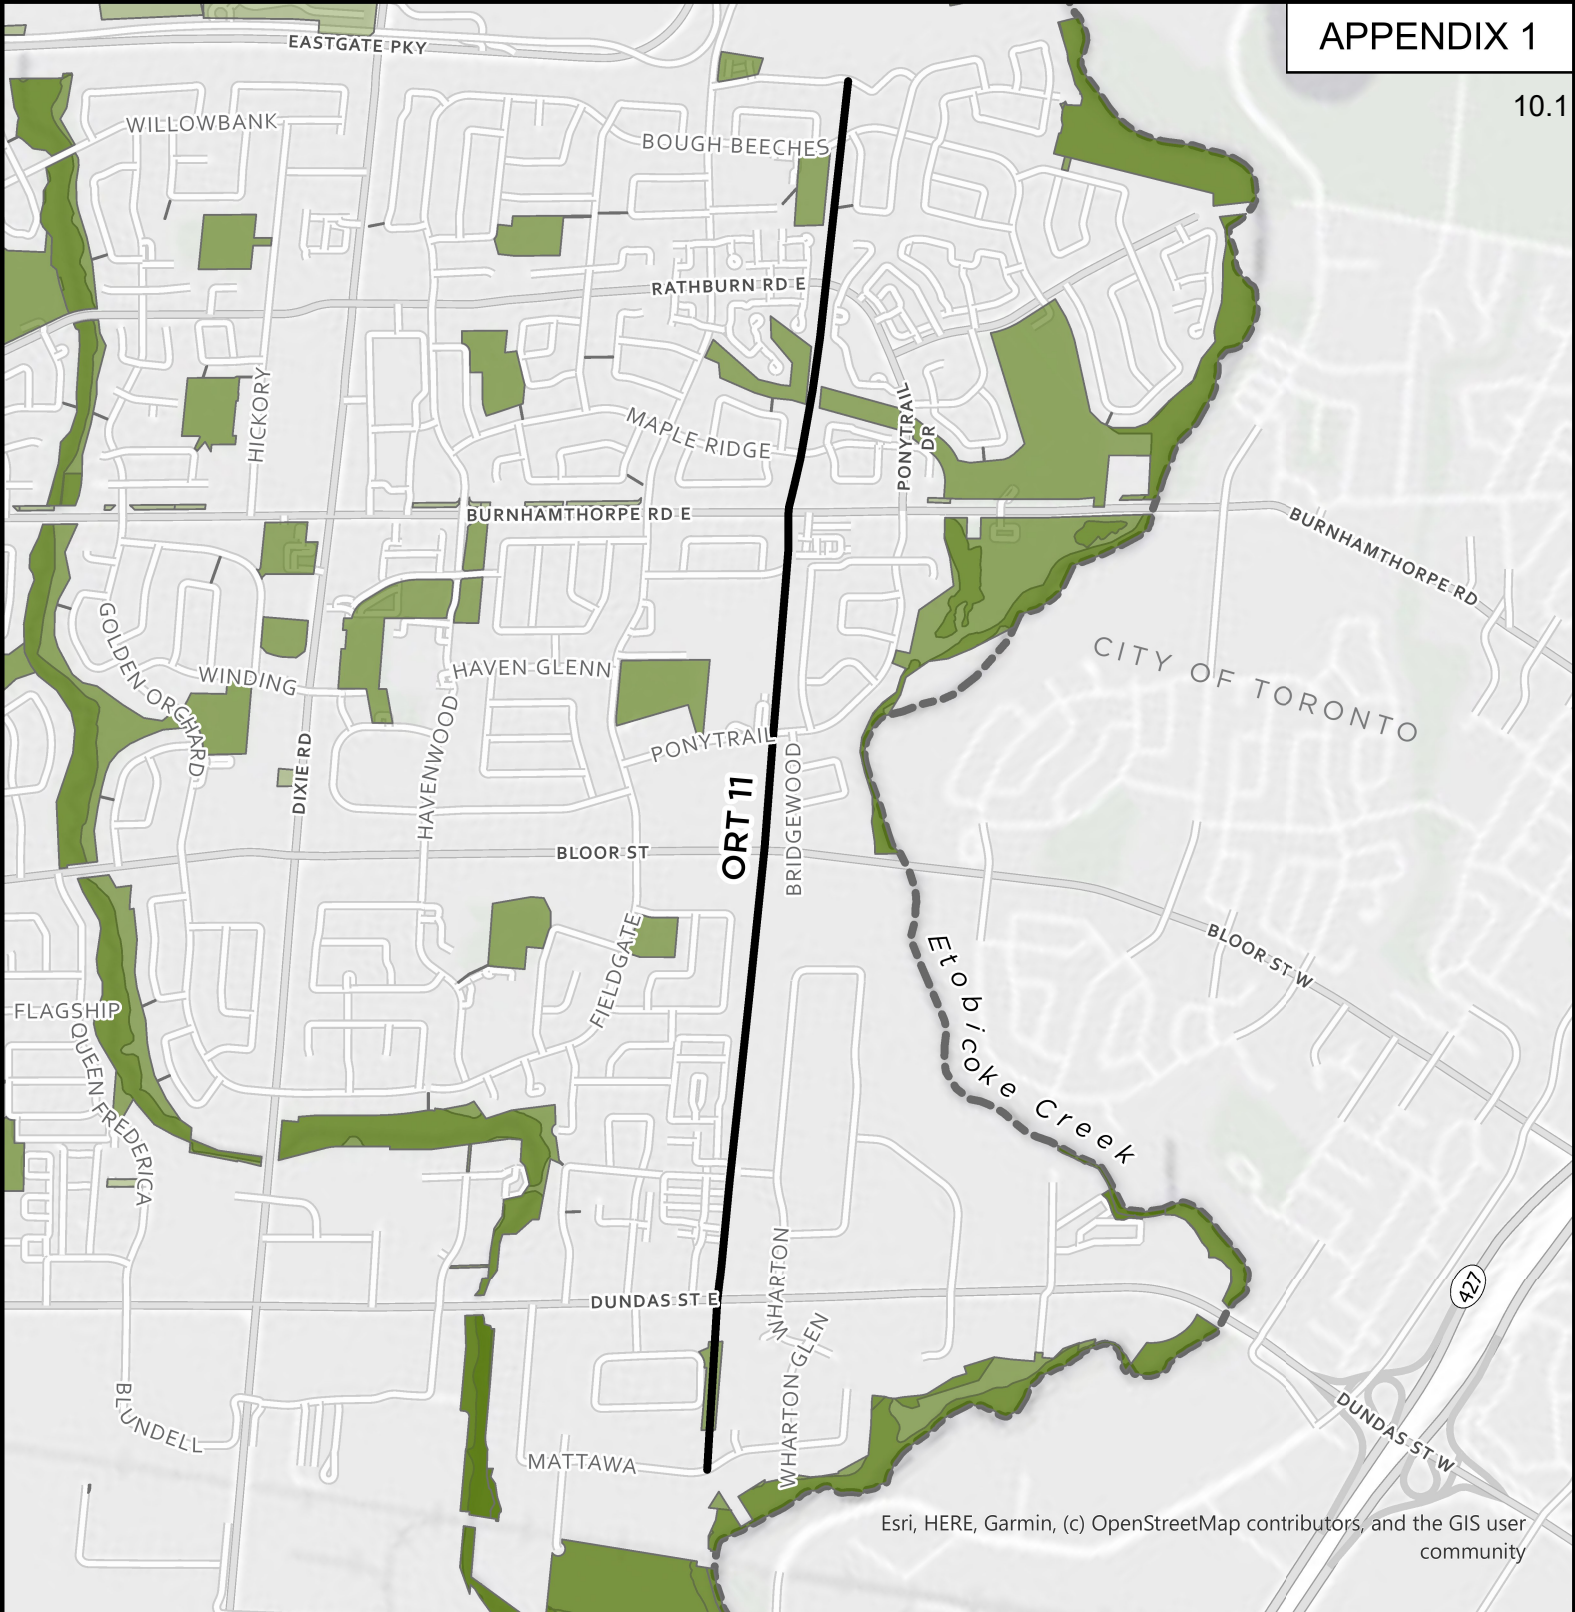 APPENDIX 1
10.1
EASTGATE PKY
WILLOWBANK
BOUGH BEECHES
RATHBURN RD E
HICKORY
MAPLE RIDGE
PONYTRAIL
DR
BURNHAMTHORPE RD E
BURNHAMTHORPE RD
GOLDEN ORCHARD
WINDING
HAVEN GLENN
CITY OF TORONTO
HAVENWOOD
PONYTRAIL
DIXIE RD
ORT 11
BRIDGEWOOD
BLOOR ST
BLOOR ST W
FIELDGATE
Etobicoke Creek
FLAGSHIP
QUEEN FREDERICA
WHARTON
427
DUNDAS ST E
WHARTON GLEN
BLUNDELL
DUNDAS ST W
MATTAWA
Esri, HERE, Garmin, (c) OpenStreetMap contributors, and the GIS user
community